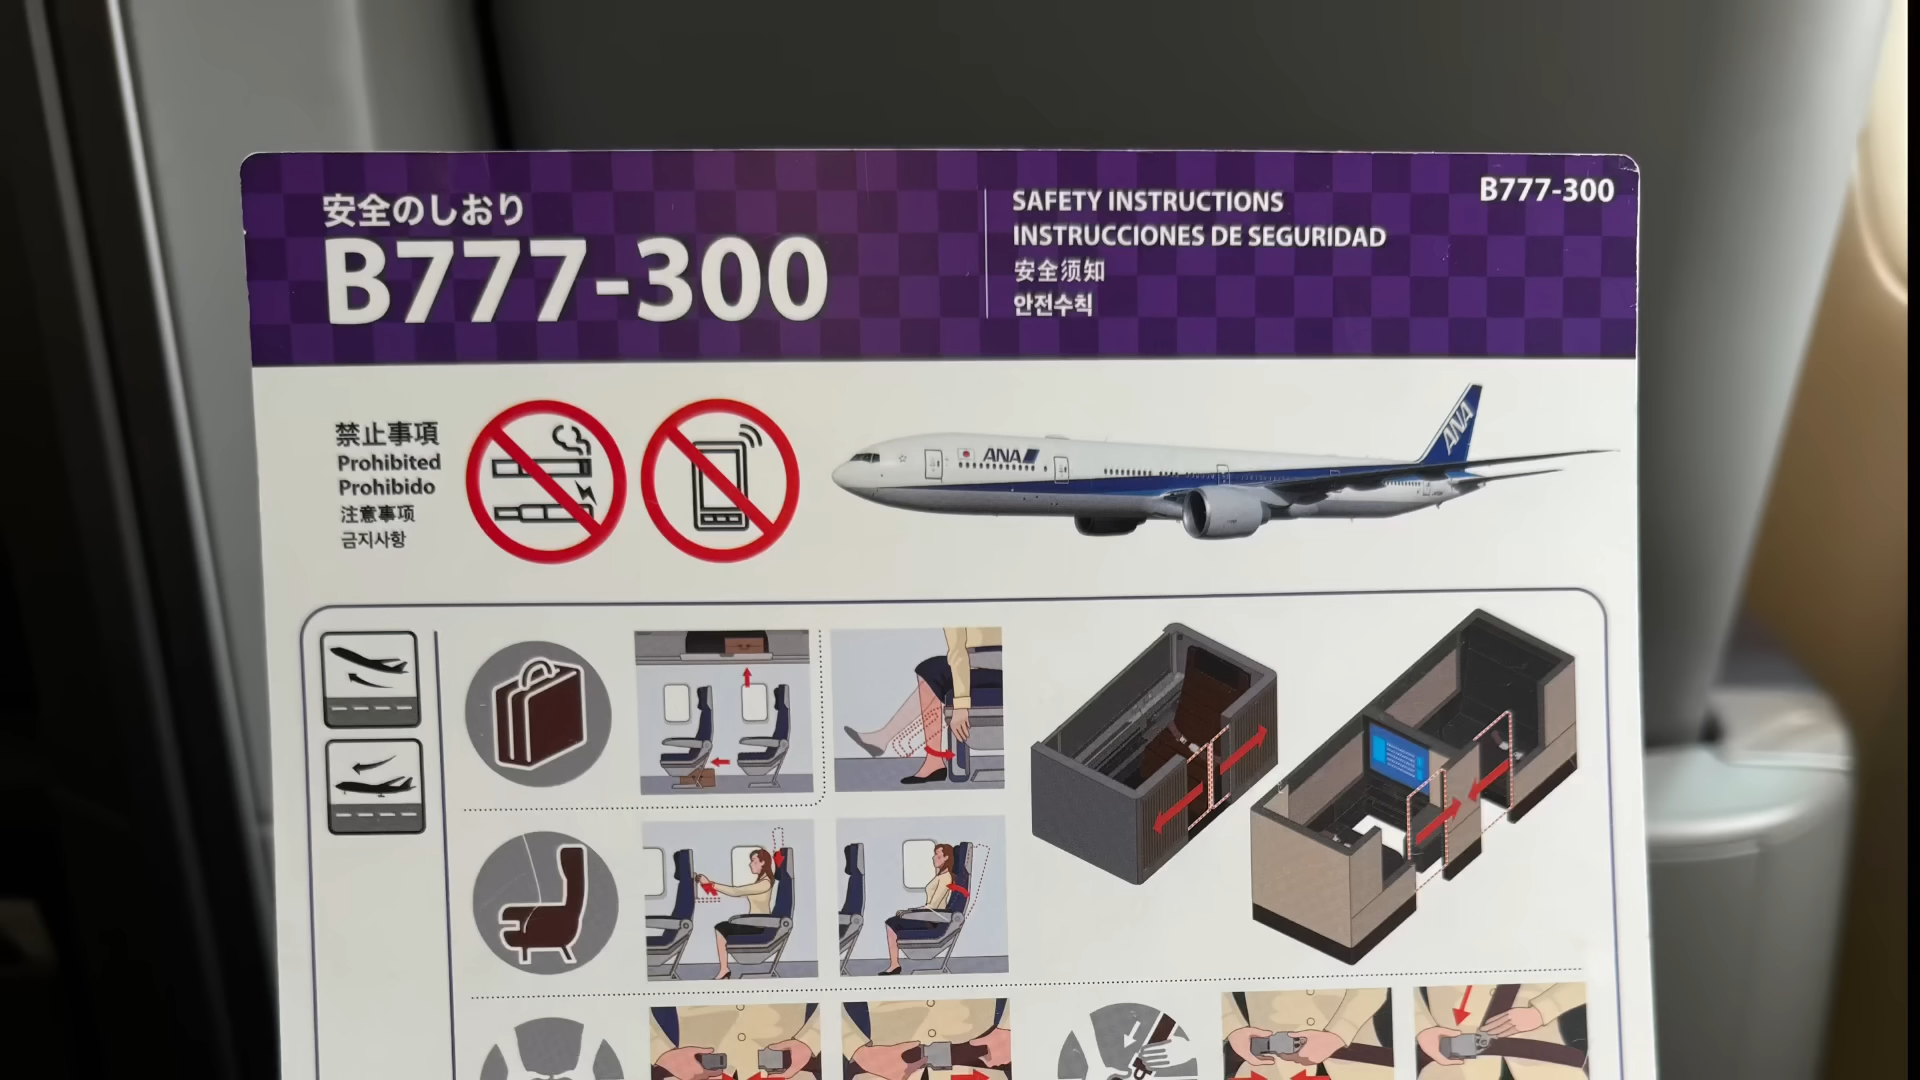 安全のしおり
B777-300
SAFETY INSTRUCTIONS
INSTRUCCIONES DE SEGURIDAD
安全须知
안전수칙
B777-300
禁止事項
Prohibited
Prohibido
注意事项
금지사항
ANA
ANA